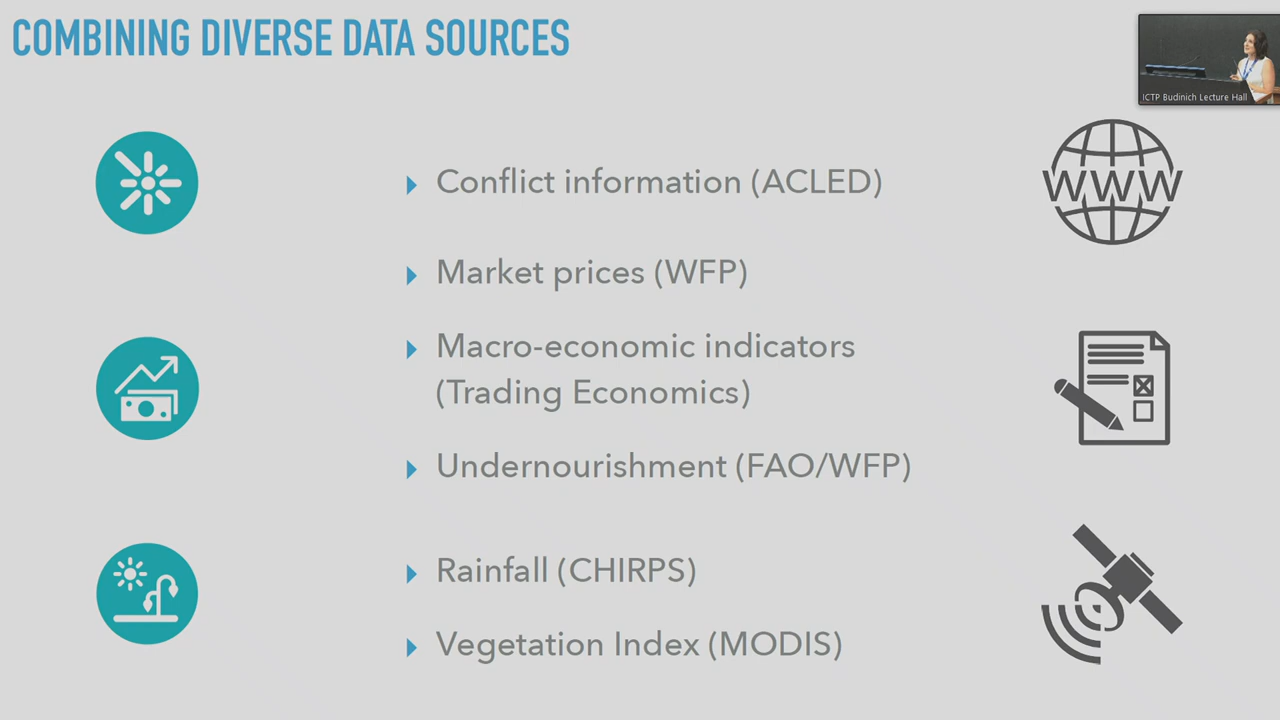 COMBINING DIVERSE DATA SOURCES
ICTP Budinich Lecture Hall
Conflict information (ACLED)
WWW
Market prices (WFP)
Macro-economic indicators
(Trading Economics)
Undernourishment (FAO/WFP)
Rainfall (CHIRPS)
Vegetation Index (MODIS)